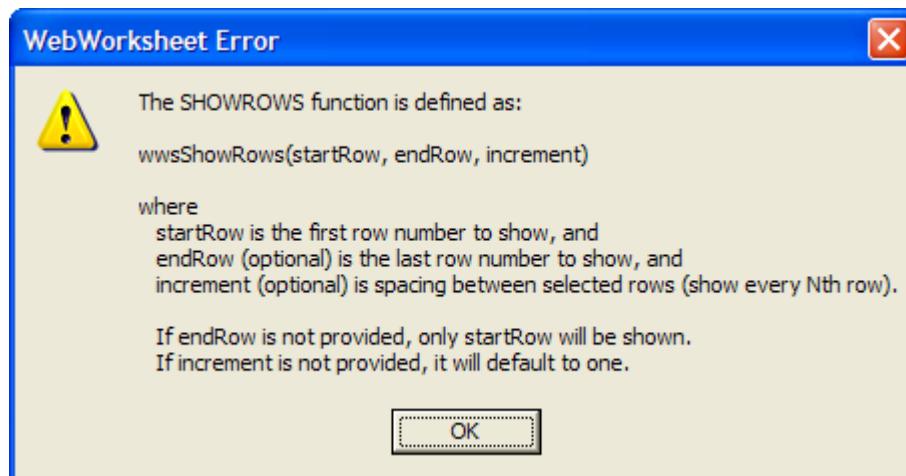 WebWorksheet Error
The SHOWROWS function is defined as:
wwsShowRows(startRow, endRow, increment)
where
startRow is the first row number to show, and
endRow (optional) is the last row number to show, and
increment (optional) is spacing between selected rows (show every Nth row).
If endRow is not provided, only startRow will be shown.
If increment is not provided, it will default to one.
OK